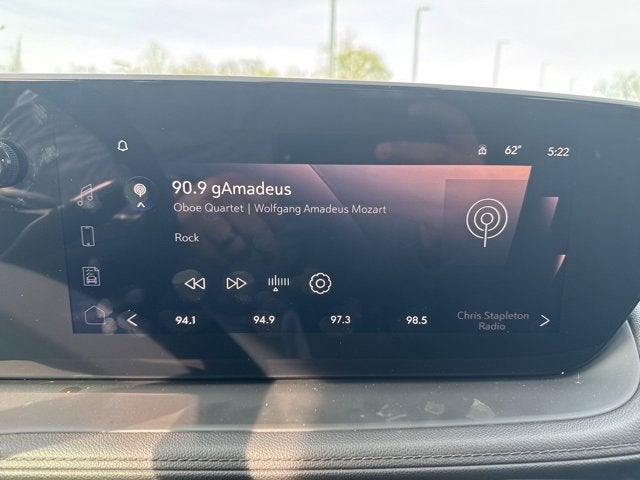 62° 5:22
90.9 gAmadeus
Oboe Quartet | Wolfgang Amadeus Mozart
Rock
94.1 94.9 97.3 98.5 Chris Stapleton
Radio